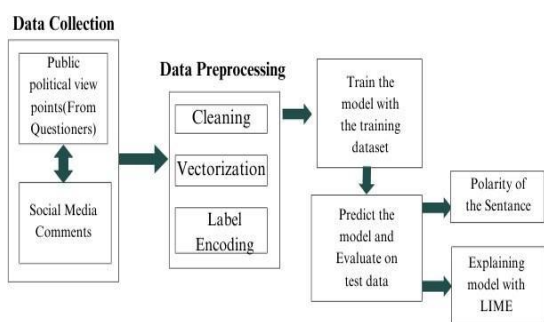 Data Collection
Public
political view
points(From
Questioners)
Social Media
Comments
Data Preprocessing
Cleaning
Vectorization
Label
Encoding
Train the
model with
the training
dataset
Predict the
model and
Evaluate on
test data
Polarity of
the Sentance
Explaining
model with
LIME